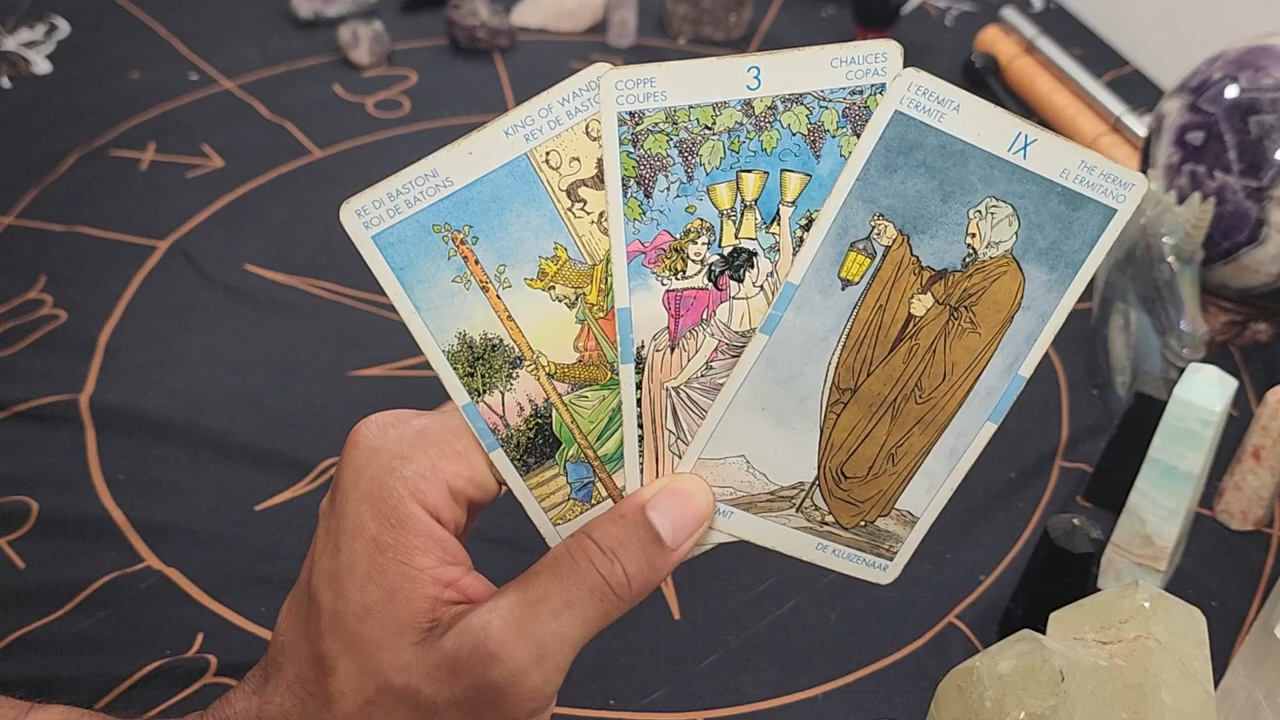 RE DI BASTONI
ROI DE BATONS
KING OF WANDS
REY DE BASTO
COPPE
COUPES
3
CHALICES
COPAS
L'EREMITA
L'ERMITE
IX
THE HERMIT
EL ERMITAÑO
DE KLUIZENAAR